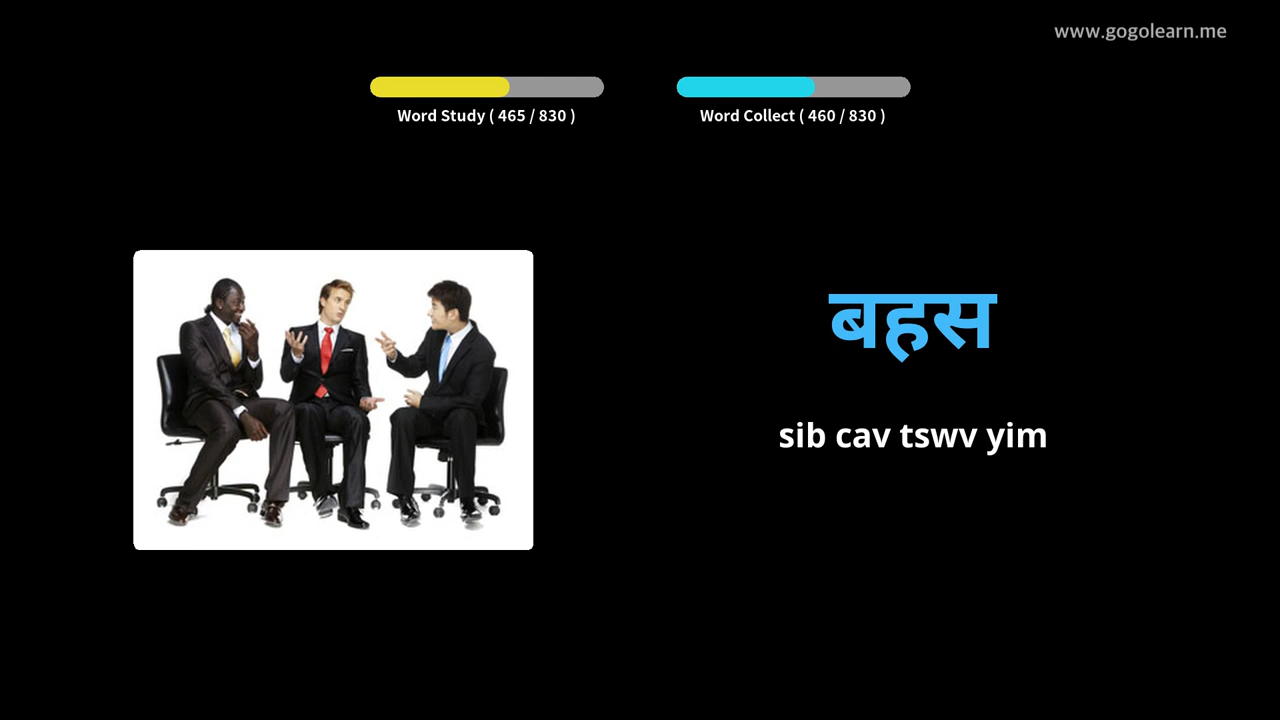 www.gogolearn.me
Word Study ( 465 / 830 )
Word Collect ( 460 / 830 )
बहस
sib cav tswv yim